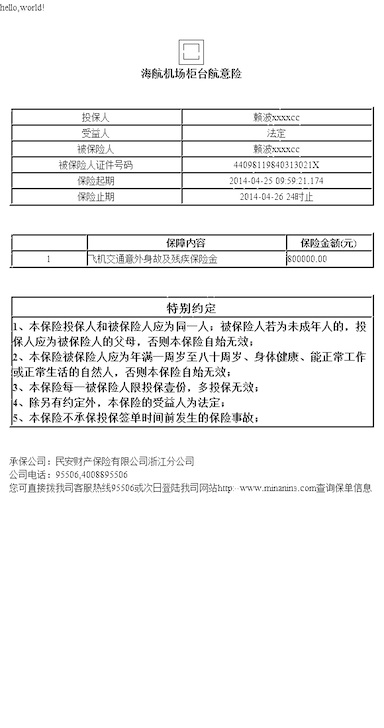 hello,world!
海航机场柜台航意险
投保人 赖波xxxxcc
受益人 法定
被保险人 赖波xxxxcc
被保险人证件号码 44098119840313021X
保险起期 2014-04-25 09:59:21.174
保险止期 2014-04-26 24时止
保障内容 保险金额(元)
1 飞机交通意外身故及残疾保险金 800000.00
特别约定
1、本保险投保人和被保险人应为同一人；被保险人若为未成年人的，投
保人应为被保险人的父母，否则本保险自始无效；
2、本保险被保险人应为年满一周岁至八十周岁、身体健康、能正常工作
或正常生活的自然人，否则本保险自始无效；
3、本保险每一被保险人限投保壹份，多投保无效；
4、除另有约定外，本保险的受益人为法定；
5、本保险不承保投保签单时间前发生的保险事故；
承保公司：民安财产保险有限公司浙江分公司
公司电话：95506,4008895506
您可直接拨我司客服热线95506或次日登陆我司网站http--www.minanins.com查询保单信息